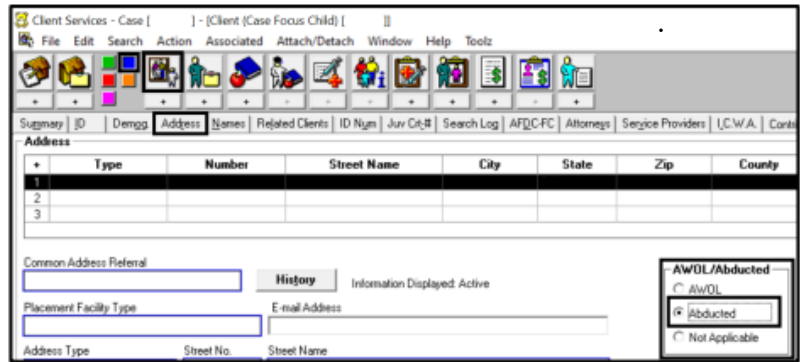 Client Services - Case [ ] - [Client (Case Focus Child) [ ]]
File Edit Search Action Associated Attach/Detach Window Help Toolz
+ + + + + + + + + + + + +
Summary ID Demog. Address Names Related Clients ID Num Juv Crt.# Search Log AFDC-FC Attorneys Service Providers I.C.W.A.
Address
+ Type Number Street Name City State Zip County
1
2
3
Common Address Referral
History Information Displayed: Active
AWOL/Abducted
AWOL
Placement Facility Type E-mail Address
Abducted
Not Applicable
Address Type Street No. Street Name